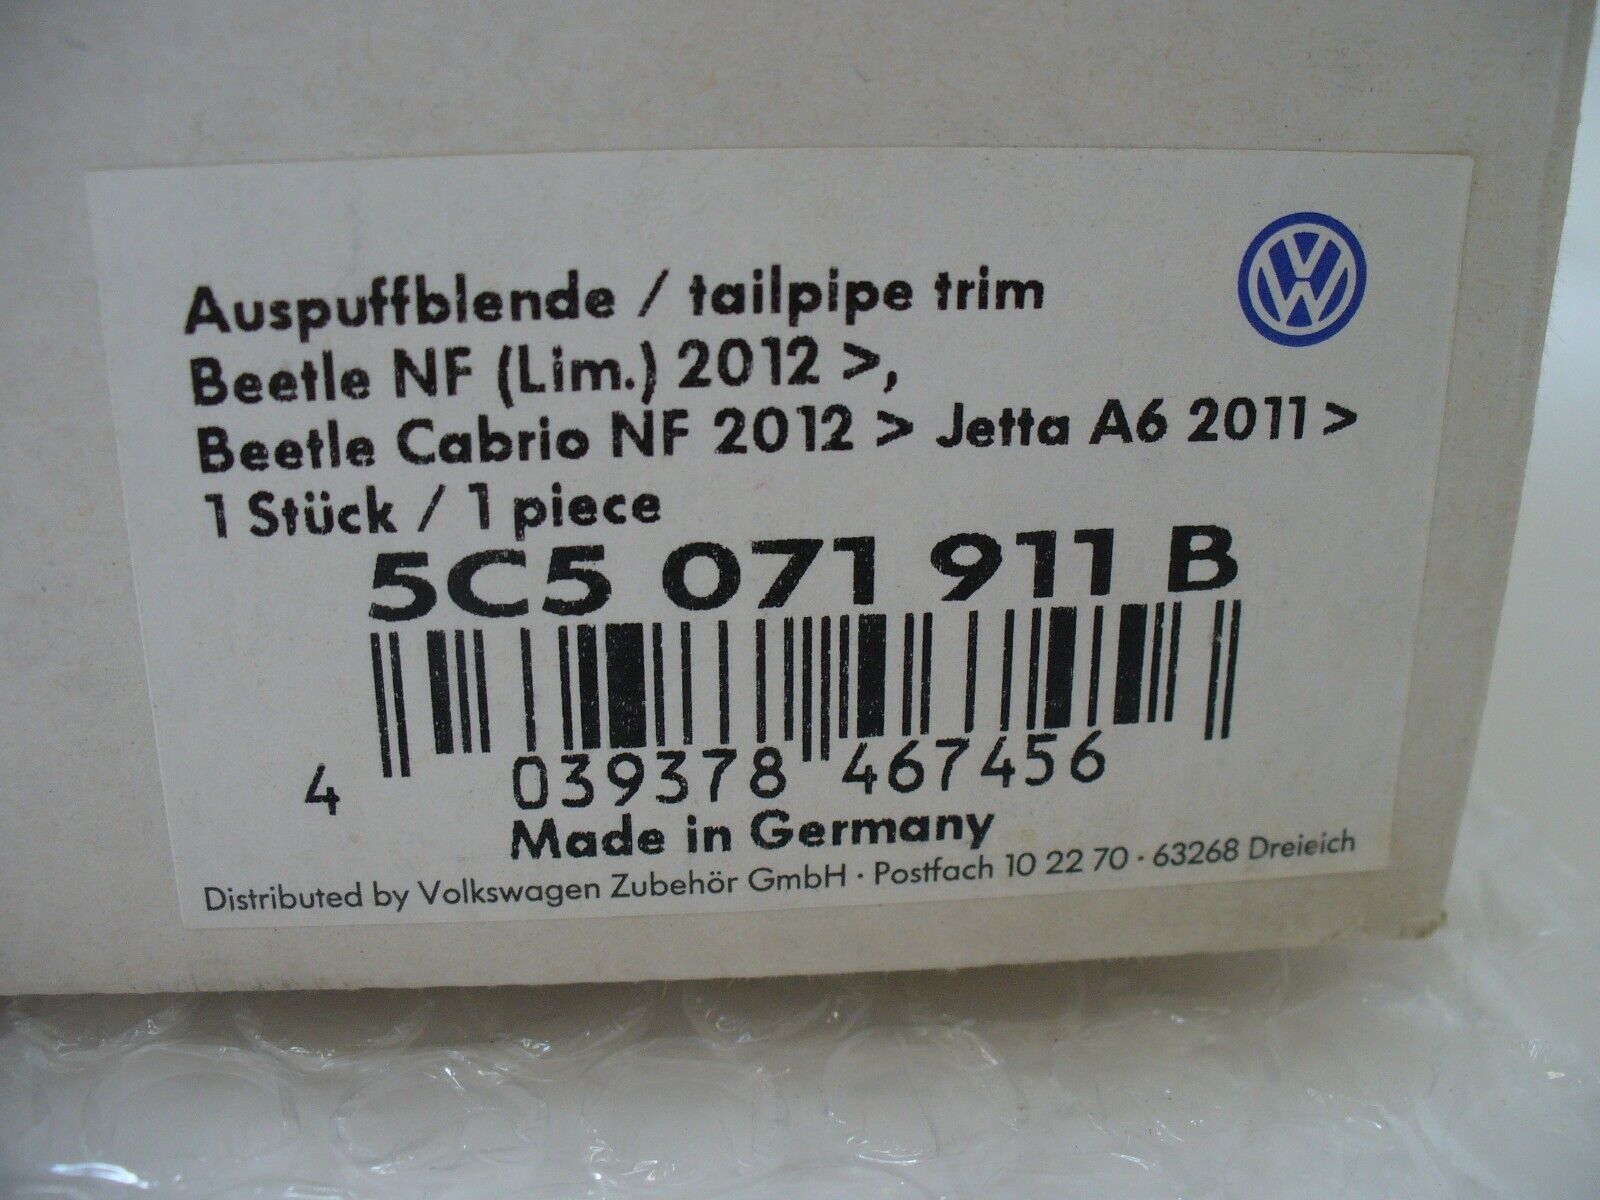 Auspuffblende / tailpipe trim
Beetle NF (Lim.) 2012 >,
Beetle Cabrio NF 2012 > Jetta A6 2011 >
1 Stück / 1 piece
5C5 071 911 B
4 039378 467456
Made in Germany
Distributed by Volkswagen Zubehör GmbH · Postfach 10 22 70 · 63268 Dreieich
VW